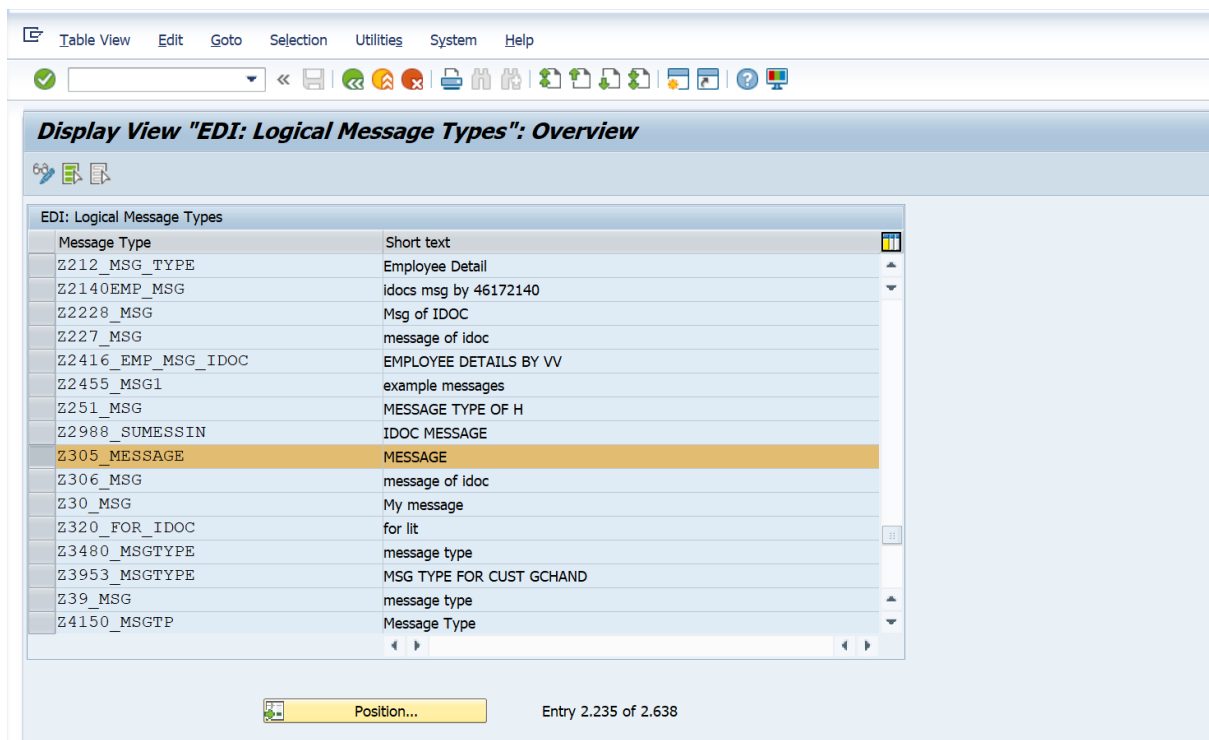 Table View Edit Goto Selection Utilities System Help
Display View "EDI: Logical Message Types": Overview
EDI: Logical Message Types
Message Type Short text
Z212_MSG_TYPE Employee Detail
Z2140EMP_MSG idocs msg by 46172140
Z2228_MSG Msg of IDOC
Z227_MSG message of idoc
Z2416_EMP_MSG_IDOC EMPLOYEE DETAILS BY VV
Z2455_MSG1 example messages
Z251_MSG MESSAGE TYPE OF H
Z2988_SUMESSIN IDOC MESSAGE
Z305_MESSAGE MESSAGE
Z306_MSG message of idoc
Z30_MSG My message
Z320_FOR_IDOC for lit
Z3480_MSGTYPE message type
Z3953_MSGTYPE MSG TYPE FOR CUST GCHAND
Z39_MSG message type
Z4150_MSGTP Message Type
Position... Entry 2.235 of 2.638